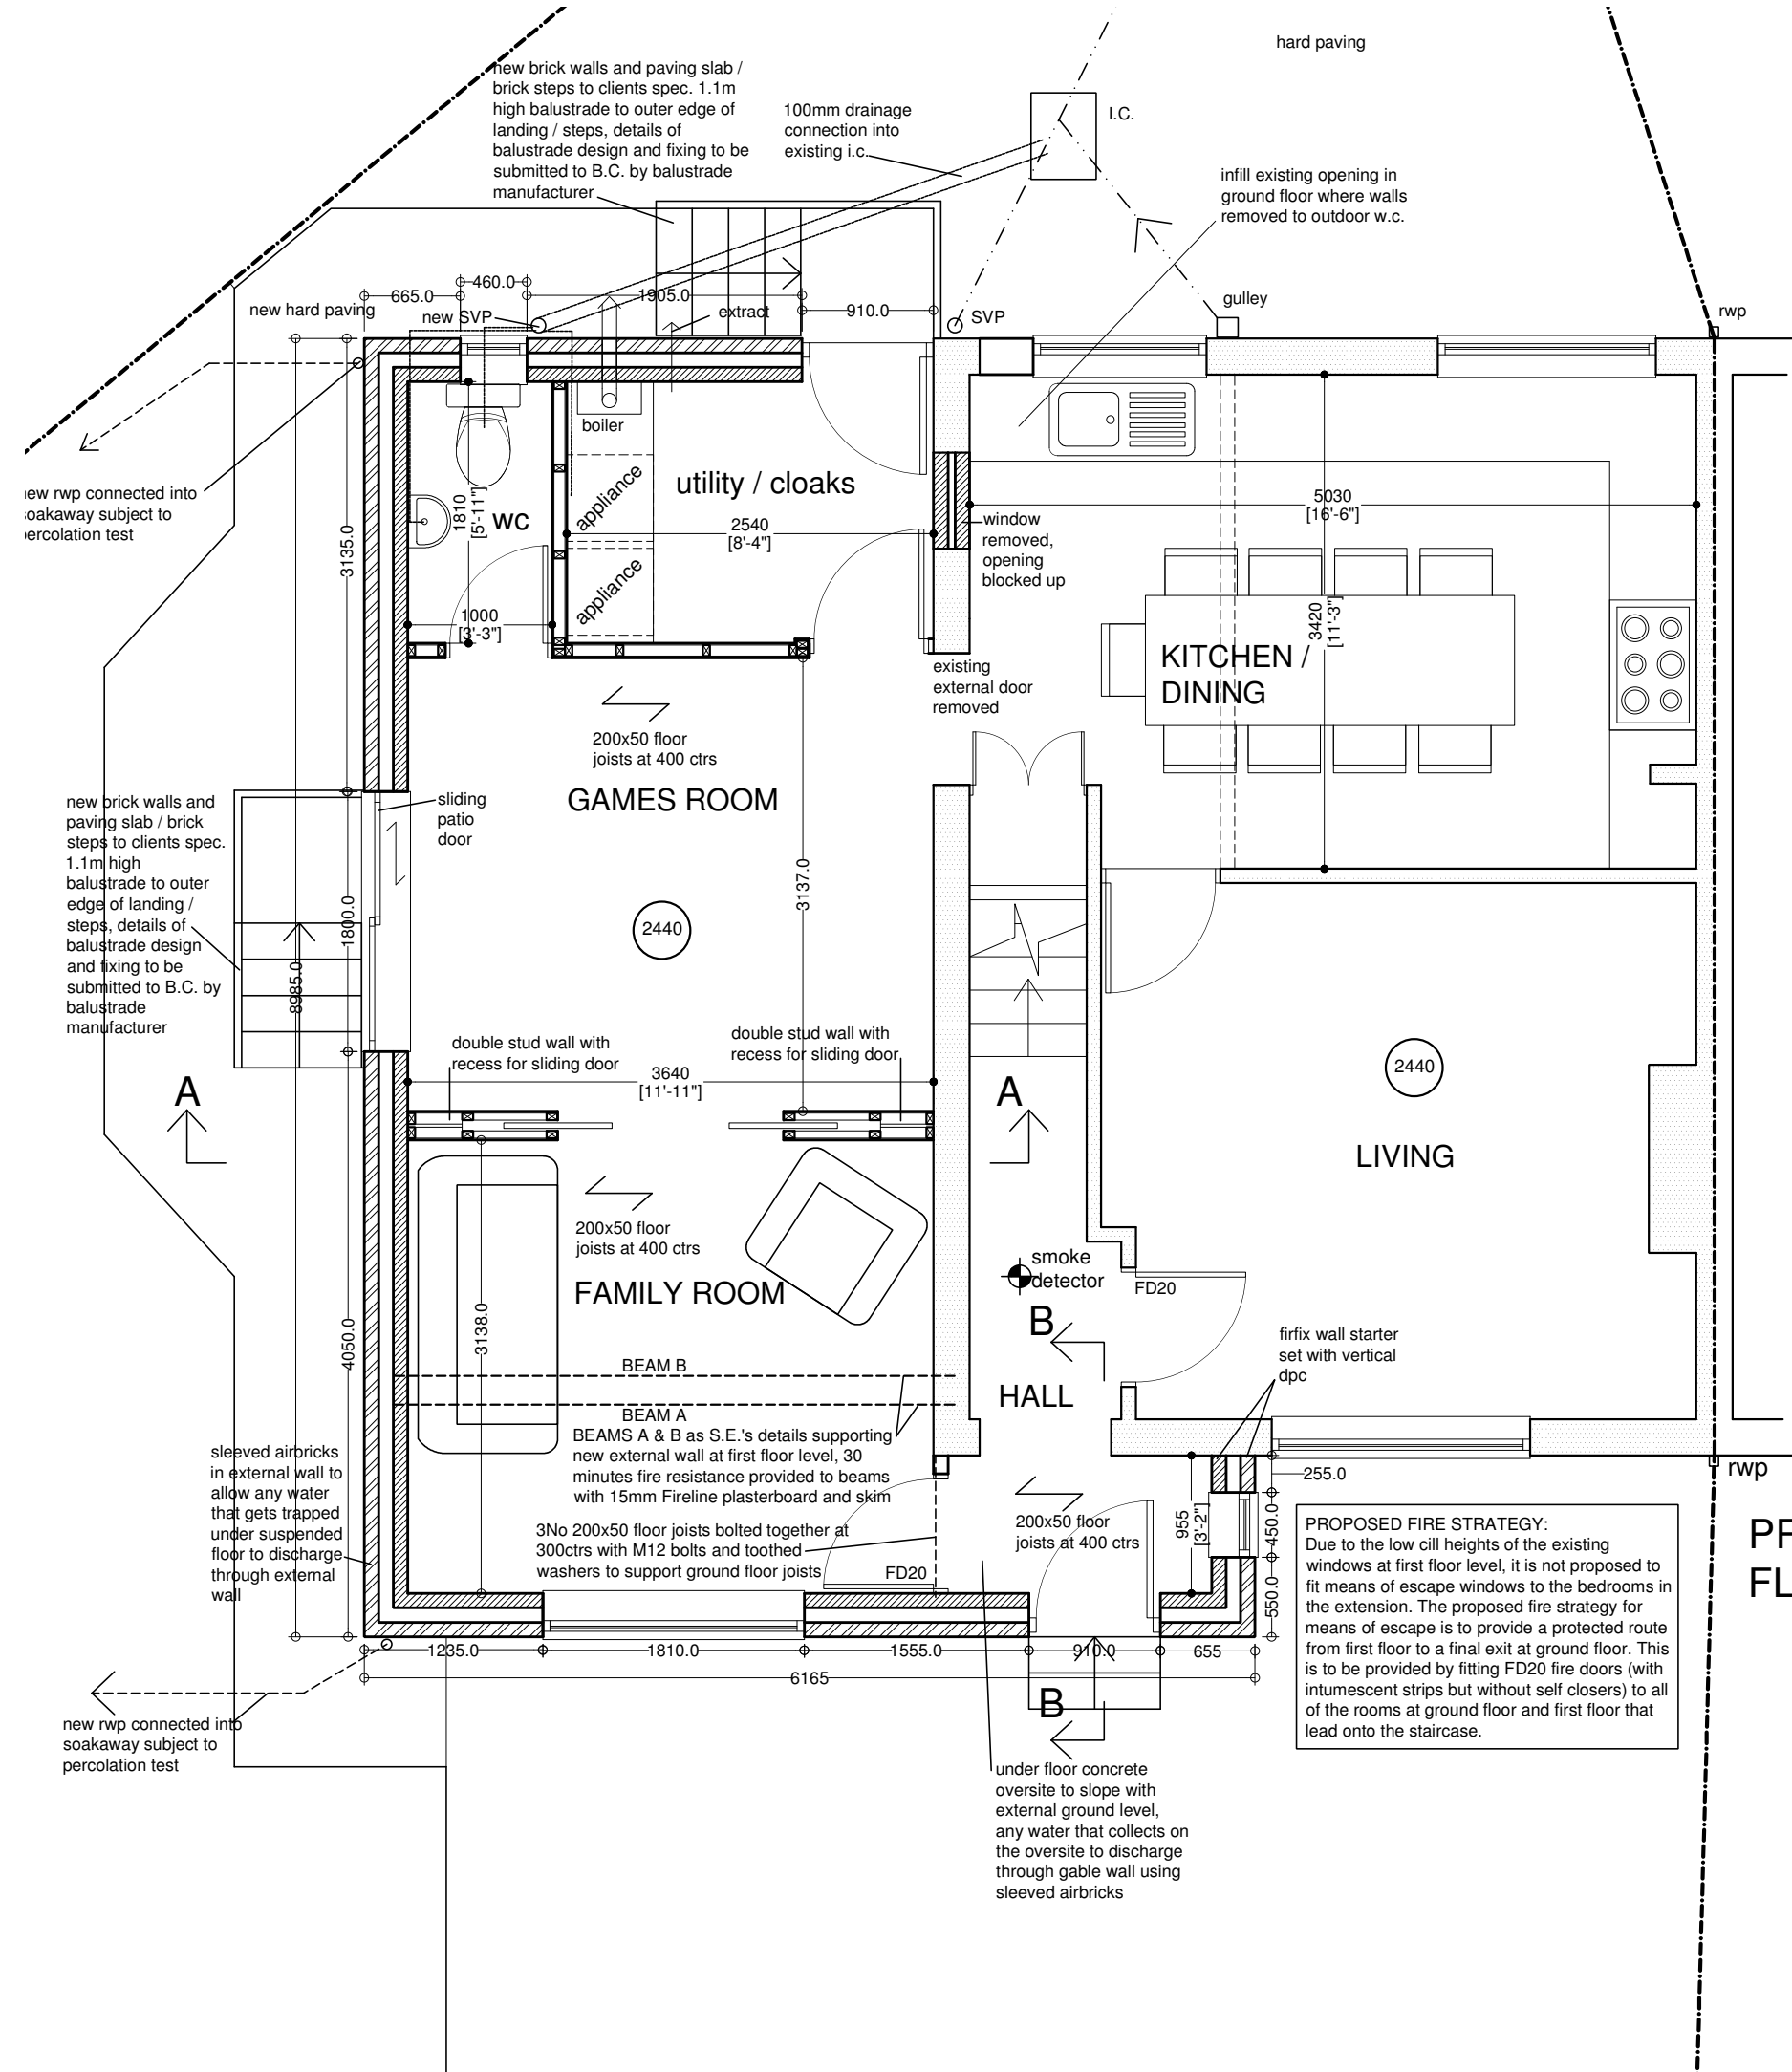 hard paving
new brick walls and paving slab /
brick steps to clients spec. 1.1m
high balustrade to outer edge of
landing / steps, details of
balustrade design and fixing to be
submitted to B.C. by balustrade
manufacturer
100mm drainage
connection into
existing i.c.
I.C.
infill existing opening in
ground floor where walls
removed to outdoor w.c.
460.0
665.0
1905.0
910.0
new hard paving
new SVP
extract
SVP
gulley
rwp
boiler
utility / cloaks
appliance
appliance
wc
1810
[5'-11"]
2540
[8'-4"]
5030
[16'-6"]
new rwp connected into
soakaway subject to
percolation test
3135.0
window
removed,
opening
blocked up
1000
[3'-3"]
3420
[11'-3"]
KITCHEN /
DINING
existing
external door
removed
200x50 floor
joists at 400 ctrs
GAMES ROOM
sliding
patio
door
new brick walls and
paving slab / brick
steps to clients spec.
1.1m high
balustrade to outer
edge of landing /
steps, details of
balustrade design
and fixing to be
submitted to B.C. by
balustrade
manufacturer
3137.0
1800.0
8985.0
2440
double stud wall with
recess for sliding door
double stud wall with
recess for sliding door
3640
[11'-11"]
2440
A
A
LIVING
200x50 floor
joists at 400 ctrs
FAMILY ROOM
smoke
detector
FD20
B
3138.0
4050.0
firfix wall starter
set with vertical
dpc
BEAM B
HALL
BEAM A
BEAMS A & B as S.E.'s details supporting
new external wall at first floor level, 30
minutes fire resistance provided to beams
with 15mm Fireline plasterboard and skim
sleeved airbricks
in external wall to
allow any water
that gets trapped
under suspended
floor to discharge
through external
wall
255.0
rwp
3No 200x50 floor joists bolted together at
300ctrs with M12 bolts and toothed
washers to support ground floor joists
200x50 floor
joists at 400 ctrs
955
[3'-2"]
450.0
550.0
FD20
PROPOSED FIRE STRATEGY:
Due to the low cill heights of the existing
windows at first floor level, it is not proposed to
fit means of escape windows to the bedrooms in
the extension. The proposed fire strategy for
means of escape is to provide a protected route
from first floor to a final exit at ground floor. This
is to be provided by fitting FD20 fire doors (with
intumescent strips but without self closers) to all
of the rooms at ground floor and first floor that
lead onto the staircase.
PR
FL
1235.0
1810.0
1555.0
910.0
655
6165
B
new rwp connected into
soakaway subject to
percolation test
under floor concrete
oversite to slope with
external ground level,
any water that collects on
the oversite to discharge
through gable wall using
sleeved airbricks